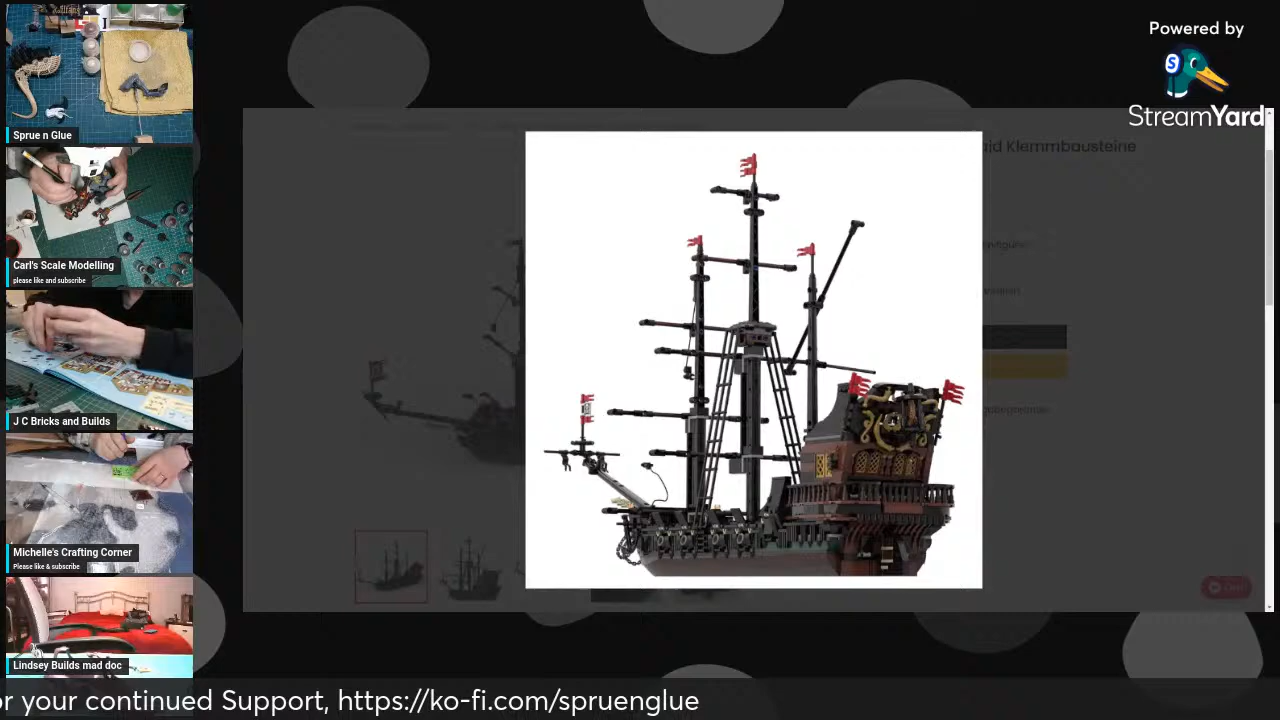 Powered by
StreamYard
Sprue n Glue
Carl's Scale Modelling
please like and subscribe
J C Bricks and Builds
Michelle's Crafting Corner
Please like & subscribe
Lindsey Builds mad doc
Klemmbausteine
or your continued Support, https://ko-fi.com/spruenglue